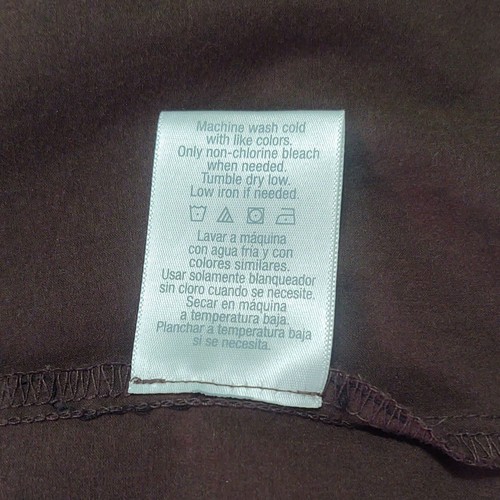 Machine wash cold
with like colors.
Only non-chlorine bleach
when needed.
Tumble dry low.
Low iron if needed.
Lavar a máquina
con agua fría y con
colores similares.
Usar solamente blanqueador
sin cloro cuando se necesite.
Secar en máquina
a temperatura baja.
Planchar a temperatura baja
si se necesita.